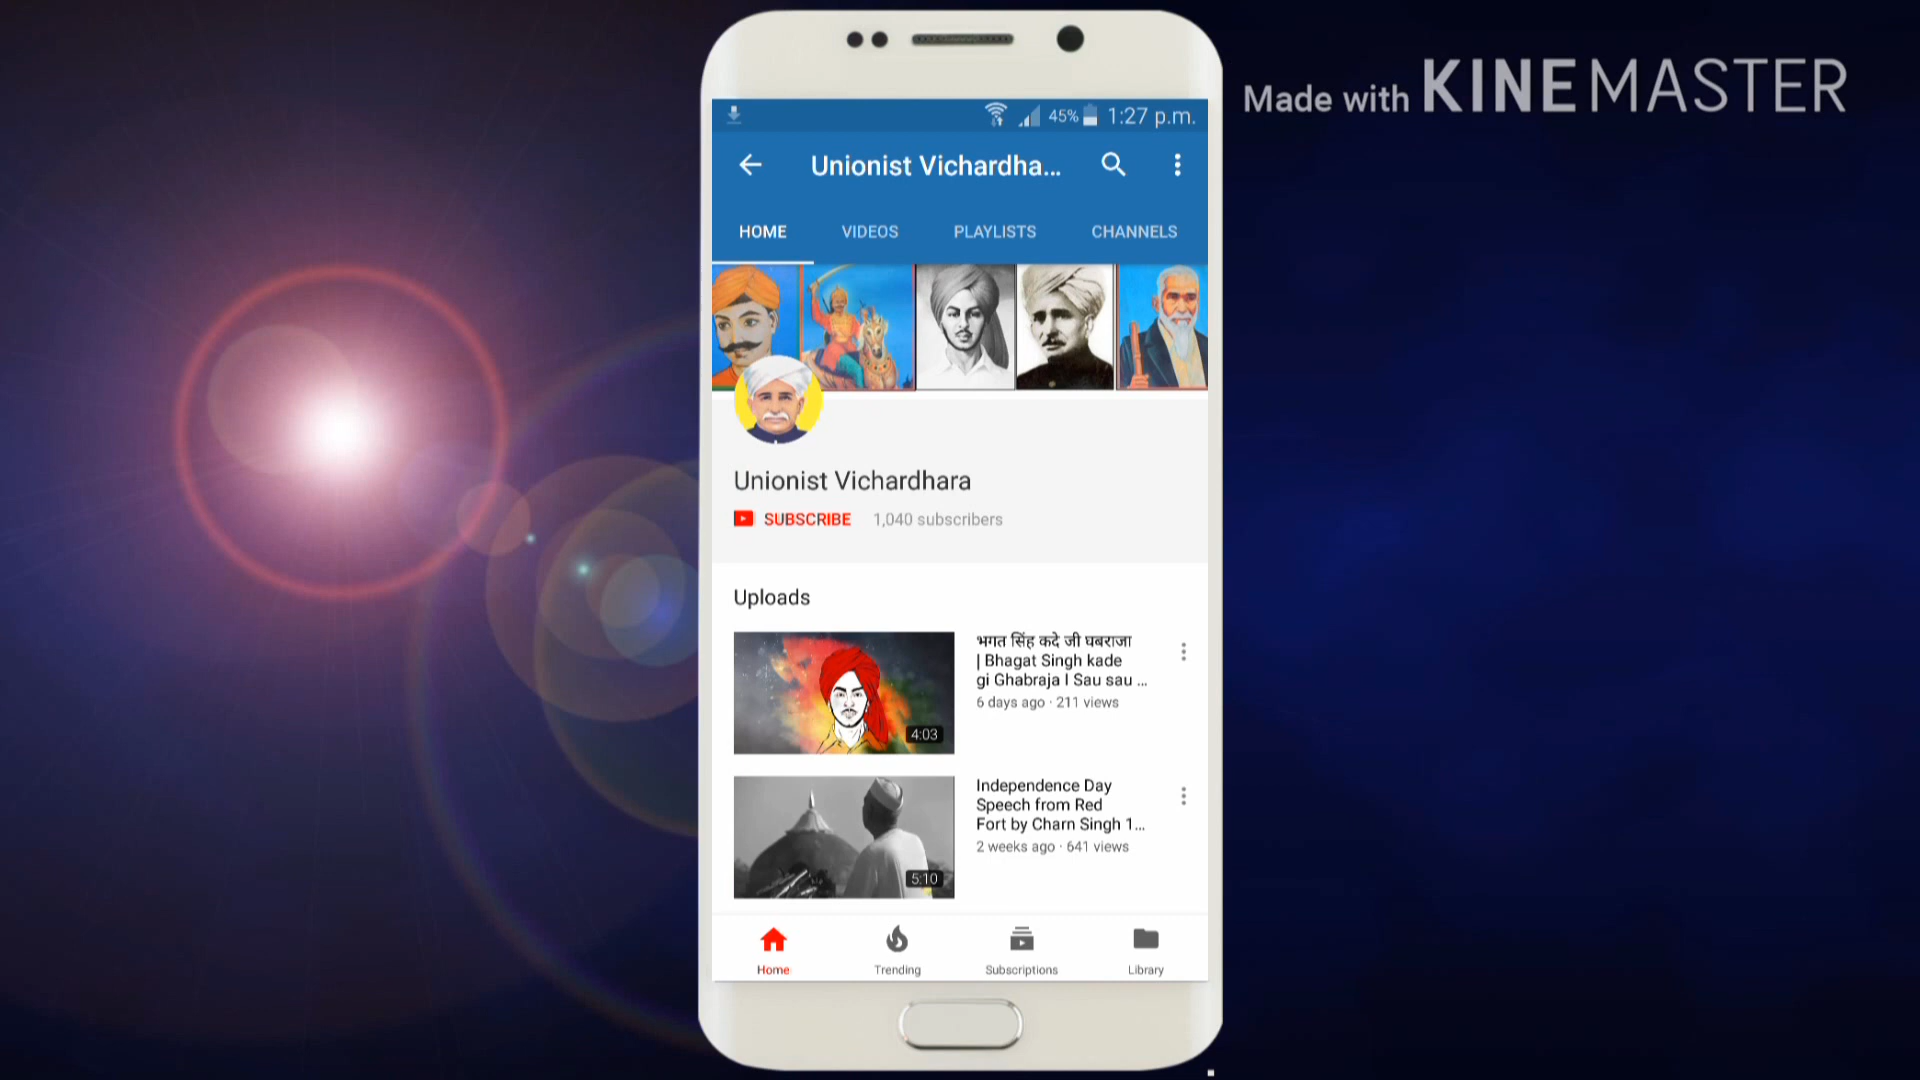 Made with KINEMASTER
45% 1:27 p.m.
Unionist Vichardha...
HOME VIDEOS PLAYLISTS CHANNELS
Unionist Vichardhara
SUBSCRIBE 1,040 subscribers
Uploads
भगत सिंह कदे जी घबराजा
| Bhagat Singh kade
gi Ghabraja I Sau sau ...
6 days ago · 211 views
4:03
Independence Day
Speech from Red
Fort by Charn Singh 1...
2 weeks ago · 641 views
5:10
Home Trending Subscriptions Library